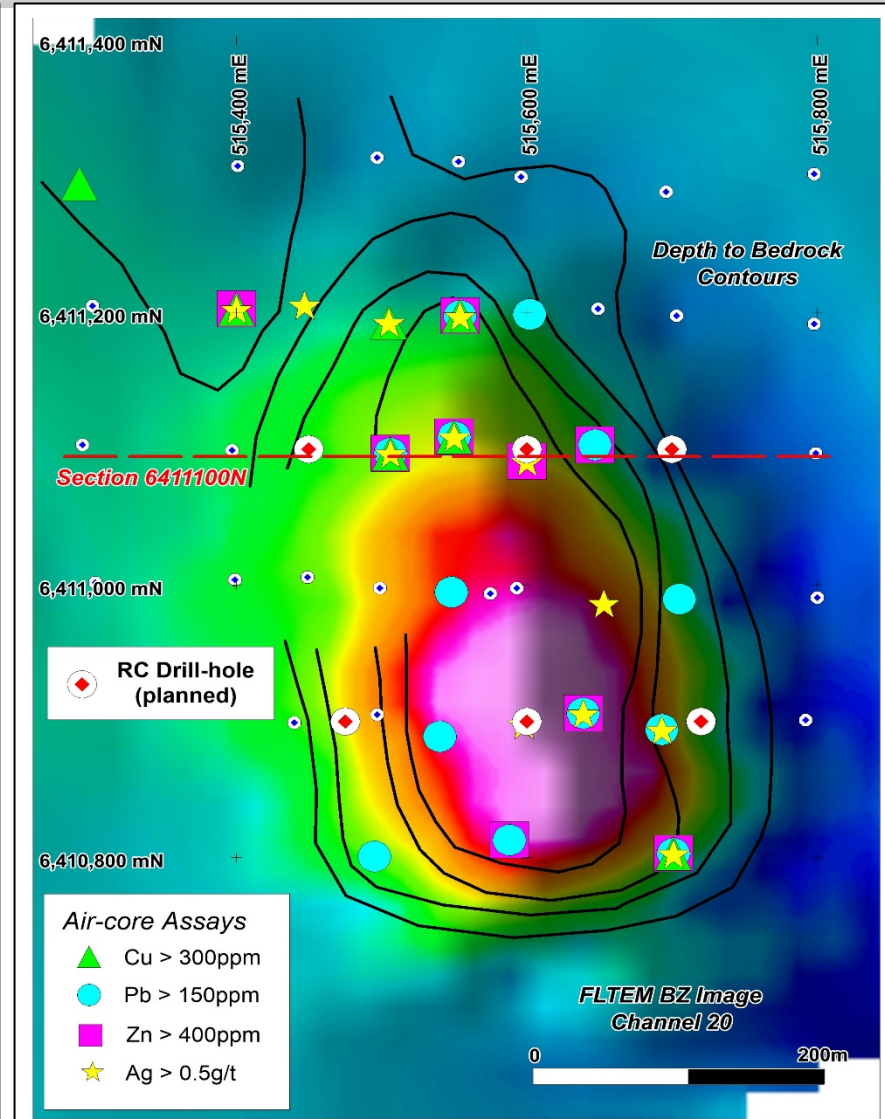 6,411,400 mN
515,400 mE
515,600 mE
515,800 mE
Depth to Bedrock
Contours
6,411,200 mN
Section 6411100N
6,411,000 mN
RC Drill-hole
(planned)
6,410,800 mN
Air-core Assays
Cu > 300ppm
Pb > 150ppm
Zn > 400ppm
Ag > 0.5g/t
FLTEM BZ Image
Channel 20
0
200m